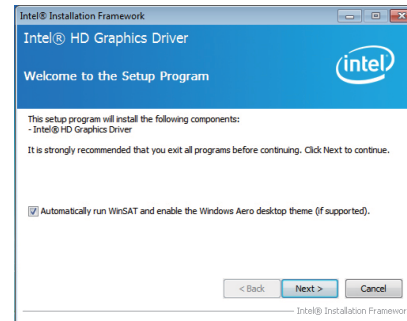 Intel® Installation Framework
Intel® HD Graphics Driver
Welcome to the Setup Program
intel
This setup program will install the following components:
- Intel® HD Graphics Driver
It is strongly recommended that you exit all programs before continuing. Click Next to continue.
Automatically run WinSAT and enable the Windows Aero desktop theme (if supported).
< Back
Next >
Cancel
Intel® Installation Framewor